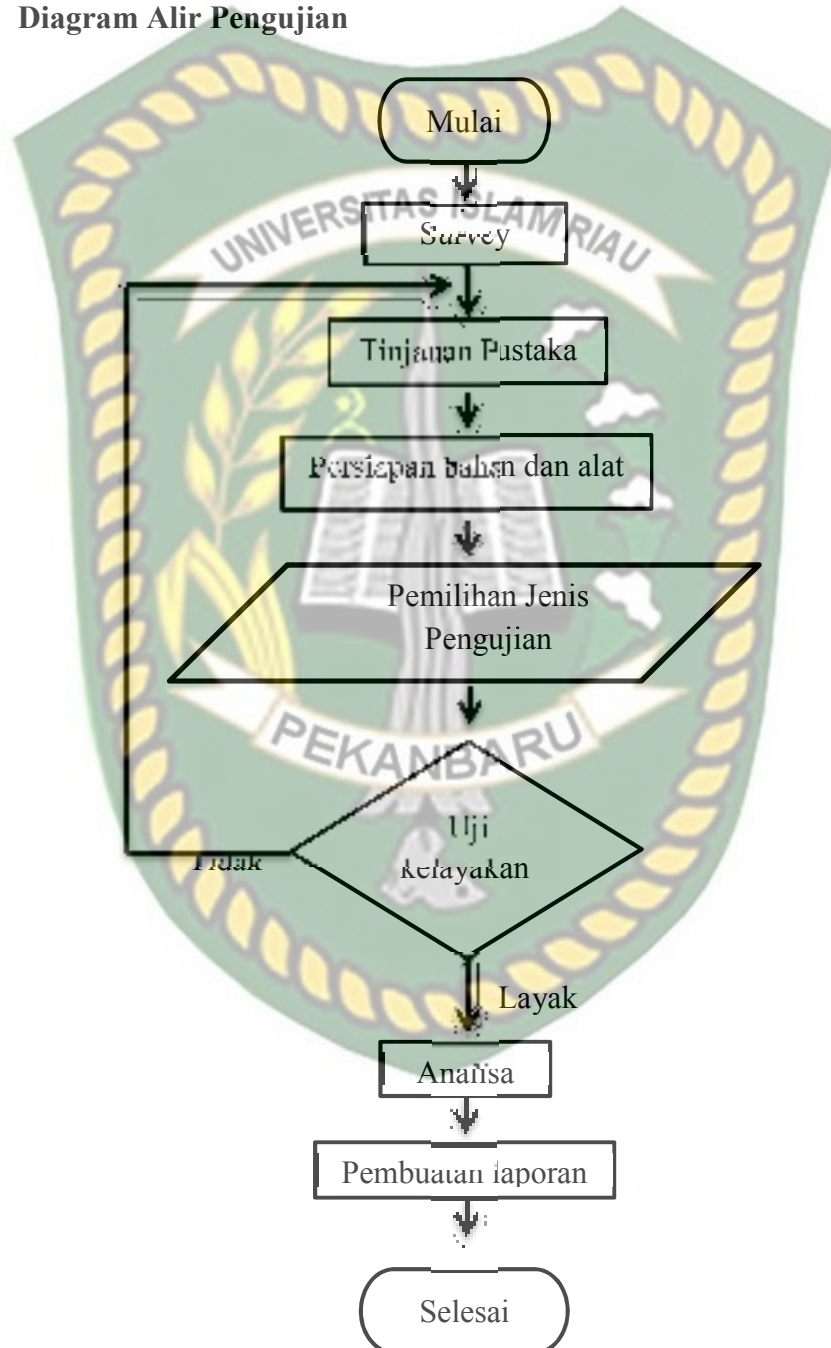 Diagram Alir Pengujian
Mulai
UNIVERSITAS ISLAM RIAU
Survey
Tinjauan Pustaka
Persiapan bahan dan alat
Pemilihan Jenis
Pengujian
PEKANBARU
Uji
kelayakan
Tidak
Layak
Analisa
Pembuatan laporan
Selesai